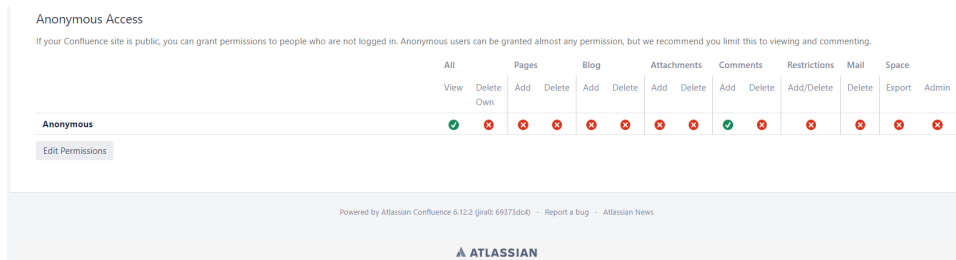 Anonymous Access
If your Confluence site is public, you can grant permissions to people who are not logged in. Anonymous users can be granted almost any permission, but we recommend you limit this to viewing and commenting.
All Pages Blog Attachments Comments Restrictions Mail Space
View Delete Own Add Delete Add Delete Add Delete Add Delete Add/Delete Delete Export Admin
Anonymous
Edit Permissions
Powered by Atlassian Confluence 6.12.2 (jira0: 69373dc4) · Report a bug · Atlassian News
ATLASSIAN